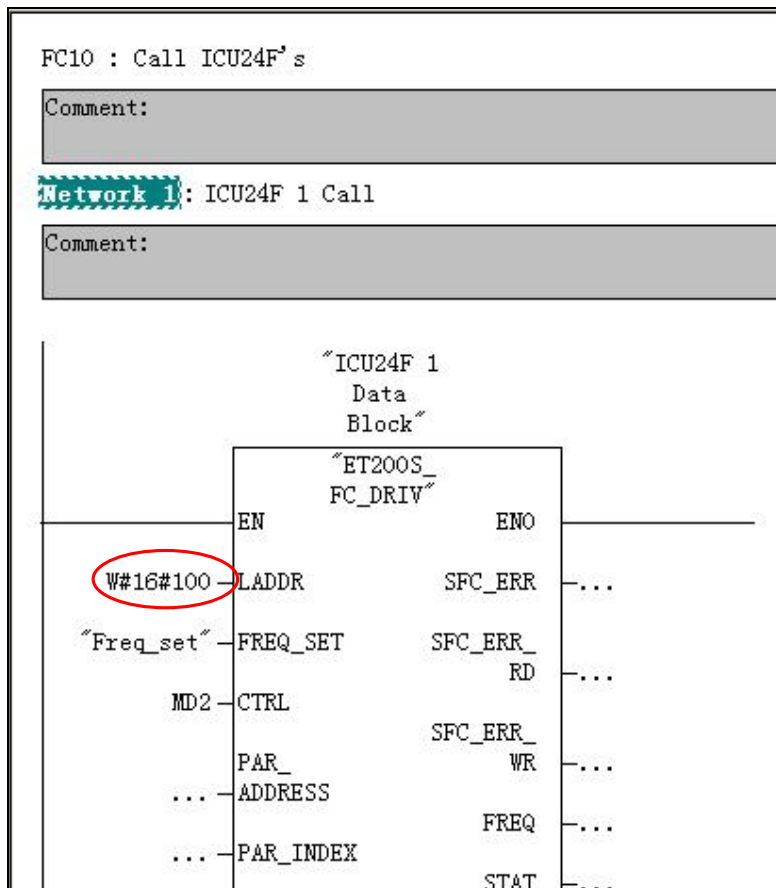 FC10 : Call ICU24F's
Comment:
Network 1: ICU24F 1 Call
Comment:
"ICU24F 1
Data
Block"
"ET200S_
FC_DRIV"
EN ENO
W#16#100 LADDR SFC_ERR ...
"Freq_set" FREQ_SET SFC_ERR_
RD ...
MD2 CTRL
SFC_ERR_
PAR_ WR ...
... ADDRESS
FREQ ...
... PAR_INDEX
STAT ...